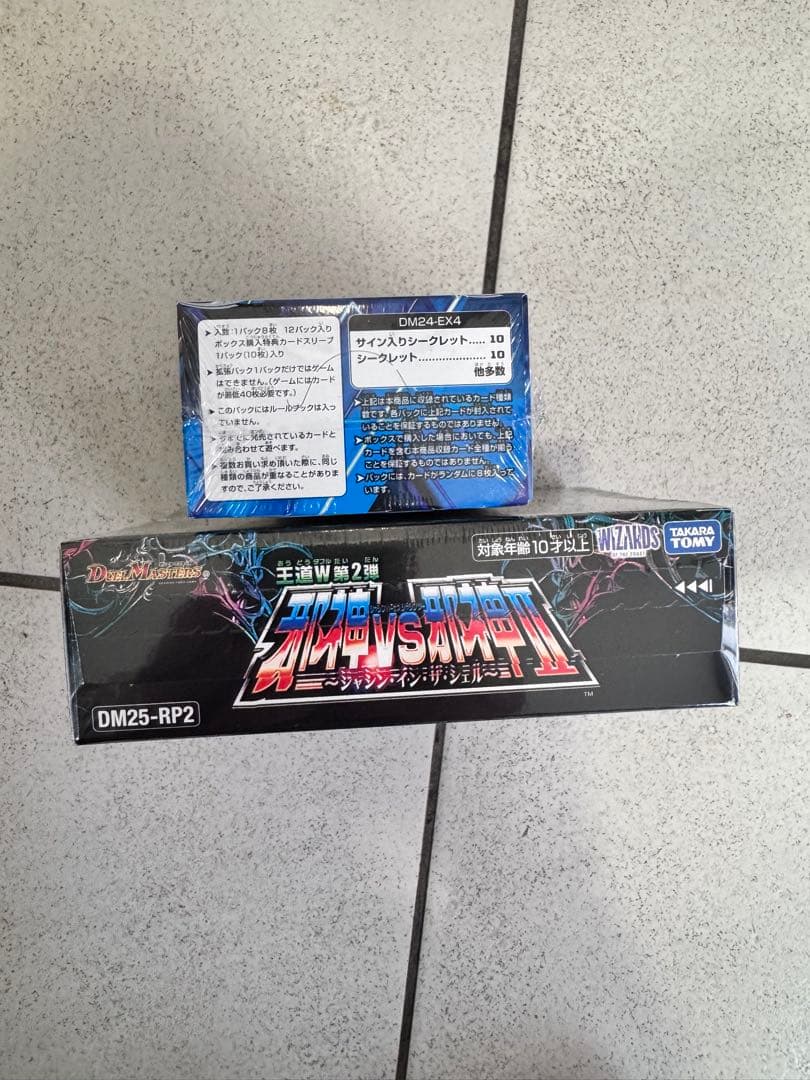 入数:1パック8枚 12パック入り
ボックス購入特典カードスリーブ
1パック(10枚)入り
拡張パック1パックだけではゲーム
はできません。(ゲームにはカード
が最低40枚必要です。)
このパックにはルールブックは入っ
ていません。
今までに発売されているカードと
組み合わせて遊べます。
複数お買い求め頂いた際に、同じ
種類の商品が重なることがありま
すので、ご了承ください。
DM24-EX4
サイン入りシークレット..... 10
シークレット..................... 10
他多数
上記は本商品に収録されているカード種類
数です。各パックに上記カードが封入されて
いることを保証するものではありません。
ボックスで購入した場合においても、上記
カードを含む本商品収録カード全種が揃う
ことを保証するものではありません。
パックには、カードがランダムに8枚入って
います。
DUEL MASTERS
対象年齢10才以上
WIZARDS
OF THE COAST
TAKARA
TOMY
王道W第2弾
邪神VS邪神II
~ジャシン・イン・ザ・シェル~
TM
DM25-RP2